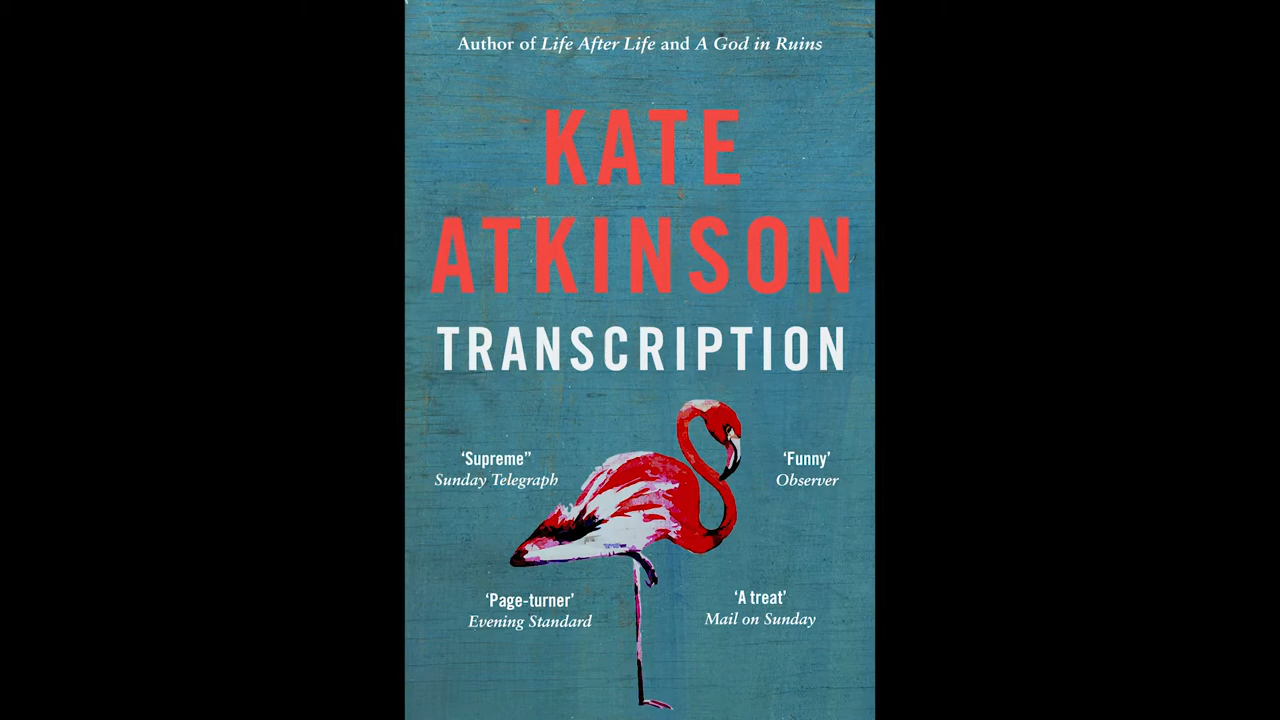 Author of Life After Life and A God in Ruins
KATE
ATKINSON
TRANSCRIPTION
‘Supreme”
Sunday Telegraph
‘Funny’
Observer
‘Page-turner’
Evening Standard
‘A treat’
Mail on Sunday